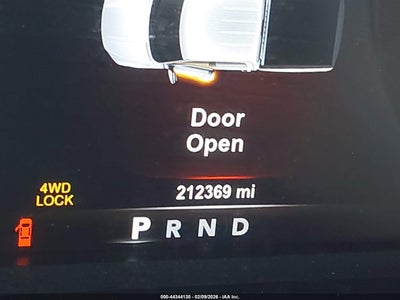 Door
Open
4WD
LOCK
212369 mi
P R N D
000-44344130 - 02/09/2026 - IAA Inc.